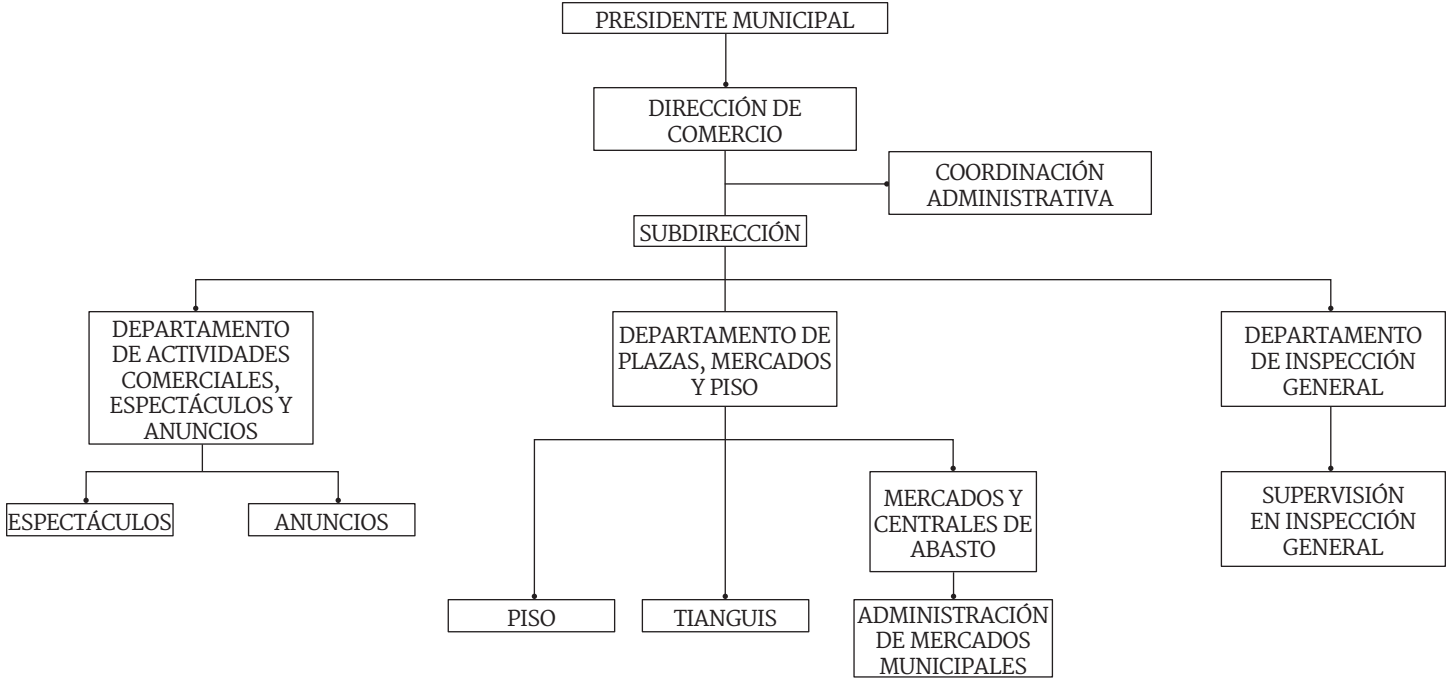 PRESIDENTE MUNICIPAL
DIRECCIÓN DE
COMERCIO
COORDINACIÓN
ADMINISTRATIVA
SUBDIRECCIÓN
DEPARTAMENTO
DE ACTIVIDADES
COMERCIALES,
ESPECTÁCULOS Y
ANUNCIOS
DEPARTAMENTO DE
PLAZAS, MERCADOS
Y PISO
DEPARTAMENTO
DE INSPECCIÓN
GENERAL
ESPECTÁCULOS
ANUNCIOS
MERCADOS Y
CENTRALES DE
ABASTO
SUPERVISIÓN
EN INSPECCIÓN
GENERAL
PISO
TIANGUIS
ADMINISTRACIÓN
DE MERCADOS
MUNICIPALES